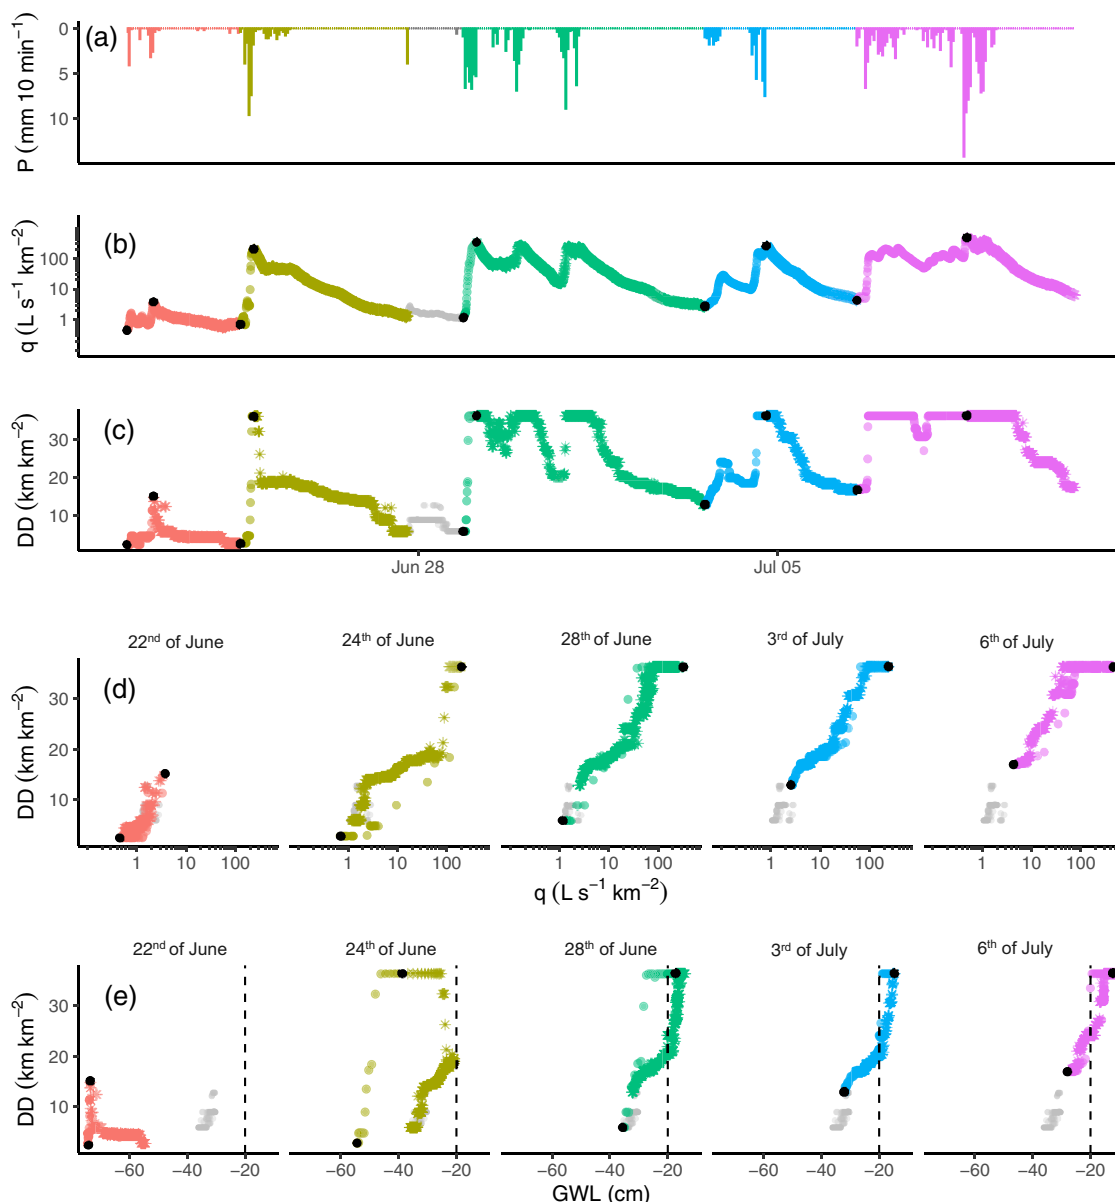 (a)
P (mm 10 min⁻¹)
0
5
10
(b)
q (L s⁻¹ km⁻²)
100
10
1
(c)
DD (km km⁻²)
30
20
10
Jun 28
Jul 05
22nd of June
24th of June
28th of June
3rd of July
6th of July
(d)
DD (km km⁻²)
30
20
10
1 10 100
1 10 100
1 10 100
1 10 100
1 10 100
q (L s⁻¹ km⁻²)
22nd of June
24th of June
28th of June
3rd of July
6th of July
(e)
DD (km km⁻²)
30
20
10
−60 −40 −20
−60 −40 −20
−60 −40 −20
−60 −40 −20
−60 −40 −20
GWL (cm)